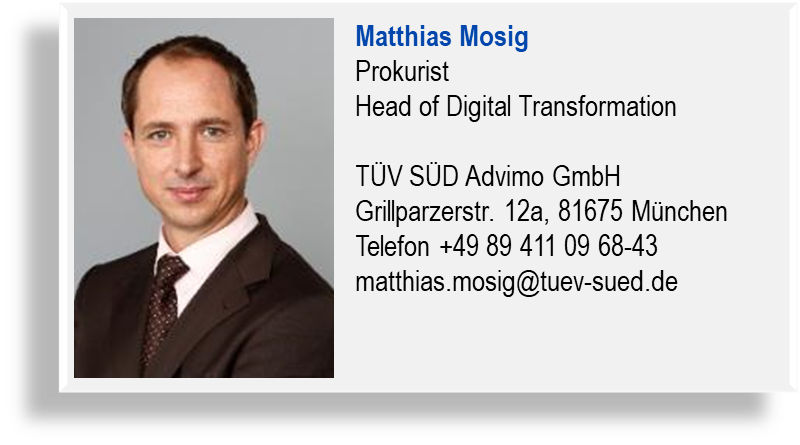 Matthias Mosig
Prokurist
Head of Digital Transformation
TÜV SÜD Advimo GmbH
Grillparzerstr. 12a, 81675 München
Telefon +49 89 411 09 68-43
matthias.mosig@tuev-sued.de